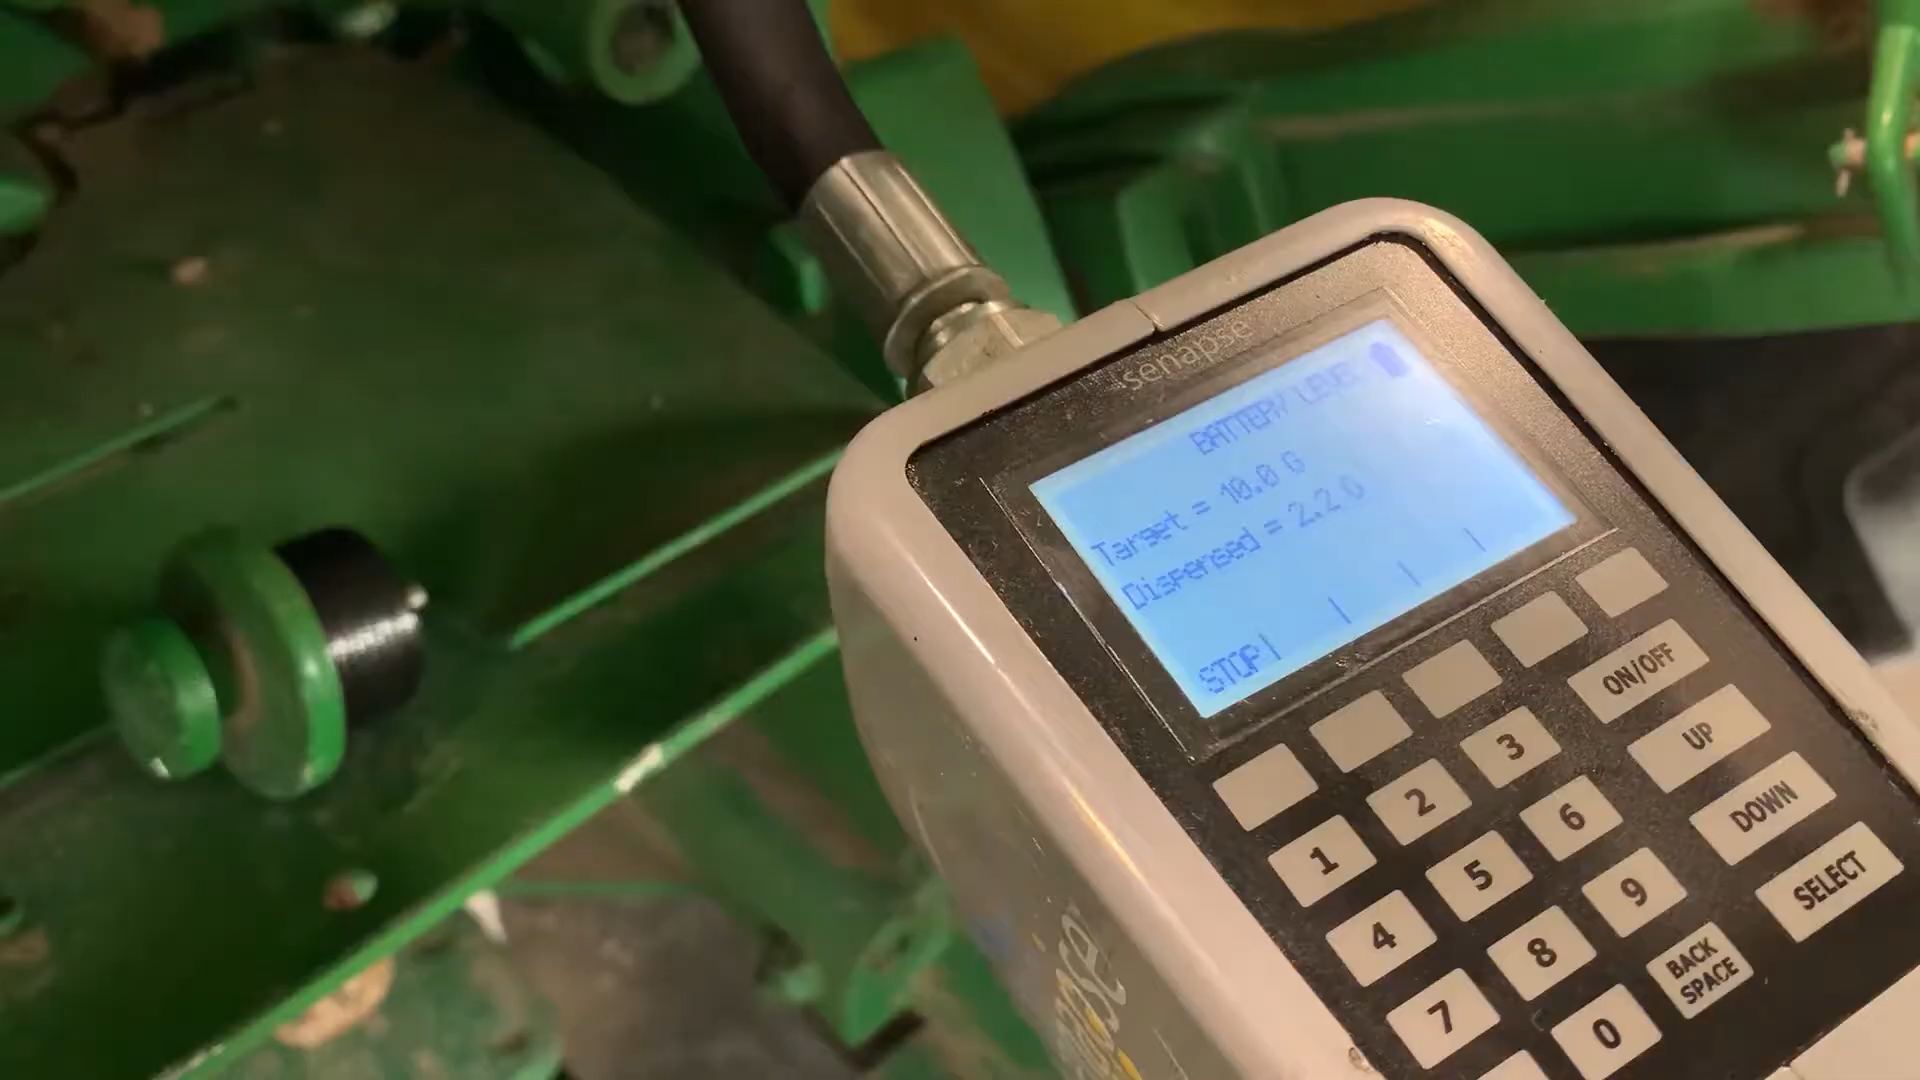 senapse
BATTERY LEVEL
Target = 10.0 G
Dispensed = 2.2 G
STOP
ON/OFF
UP
DOWN
SELECT
1 2 3
4 5 6
7 8 9
0
BACK SPACE